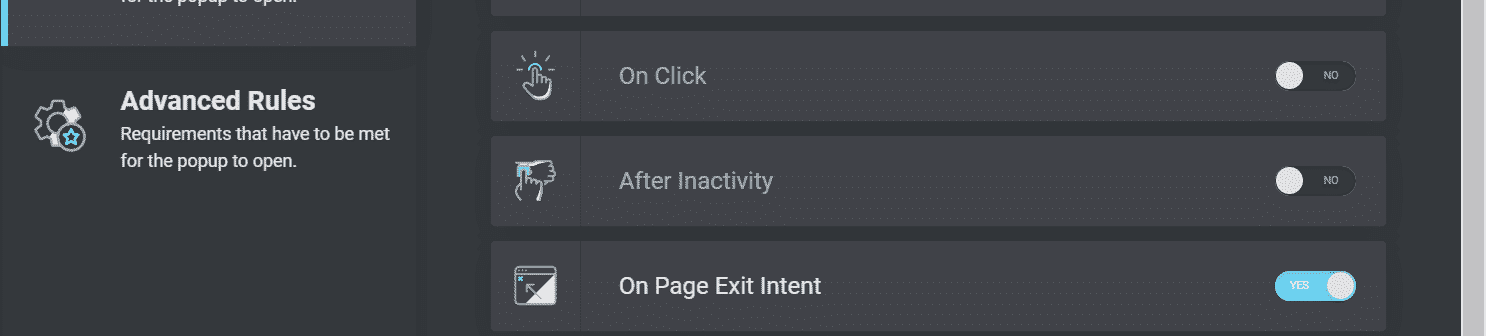 for the popup to open.
Advanced Rules
Requirements that have to be met
for the popup to open.
On Click
NO
After Inactivity
NO
On Page Exit Intent
YES